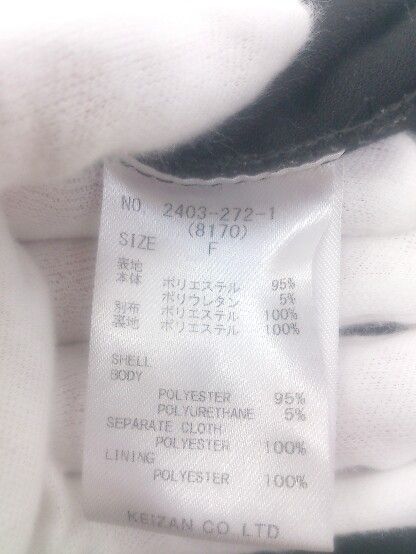 NO. 2403-272-1
(8170)
SIZE F
表地
本体 ポリエステル 95%
ポリウレタン 5%
別布 ポリエステル 100%
裏地 ポリエステル 100%
SHELL
BODY
POLYESTER 95%
POLYURETHANE 5%
SEPARATE CLOTH
POLYESTER 100%
LINING
POLYESTER 100%
KEIZAN CO.LTD